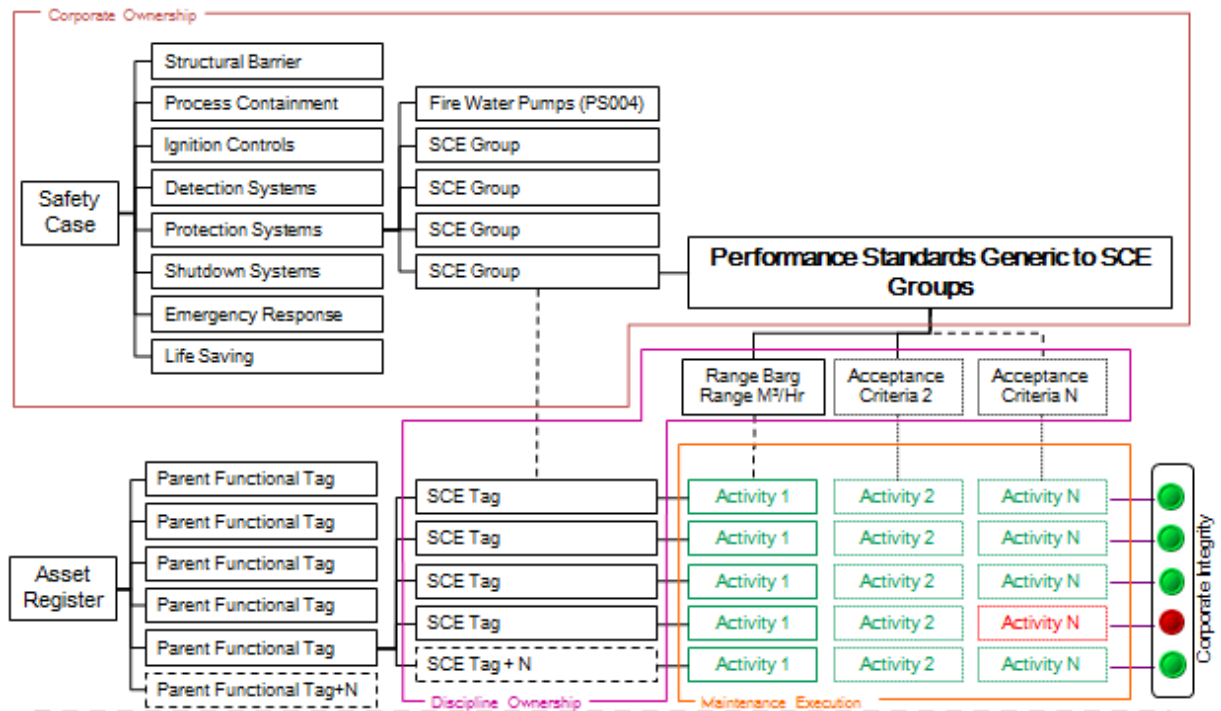 Corporate Ownership
Structural Barrier
Process Containment
Fire Water Pumps (PS004)
Ignition Controls
SCE Group
Safety
Case
Detection Systems
SCE Group
Protection Systems
SCE Group
Shutdown Systems
SCE Group
Performance Standards Generic to SCE
Groups
Emergency Response
Life Saving
Range Barg
Range M³/Hr
Acceptance
Criteria 2
Acceptance
Criteria N
Parent Functional Tag
SCE Tag
Activity 1
Activity 2
Activity N
Parent Functional Tag
SCE Tag
Activity 1
Activity 2
Activity N
Asset
Register
Parent Functional Tag
SCE Tag
Activity 1
Activity 2
Activity N
Parent Functional Tag
SCE Tag
Activity 1
Activity 2
Activity N
Parent Functional Tag
SCE Tag + N
Activity 1
Activity 2
Activity N
Parent Functional Tag+N
Corporate Integrity
Discipline Ownership
Maintenance Execution